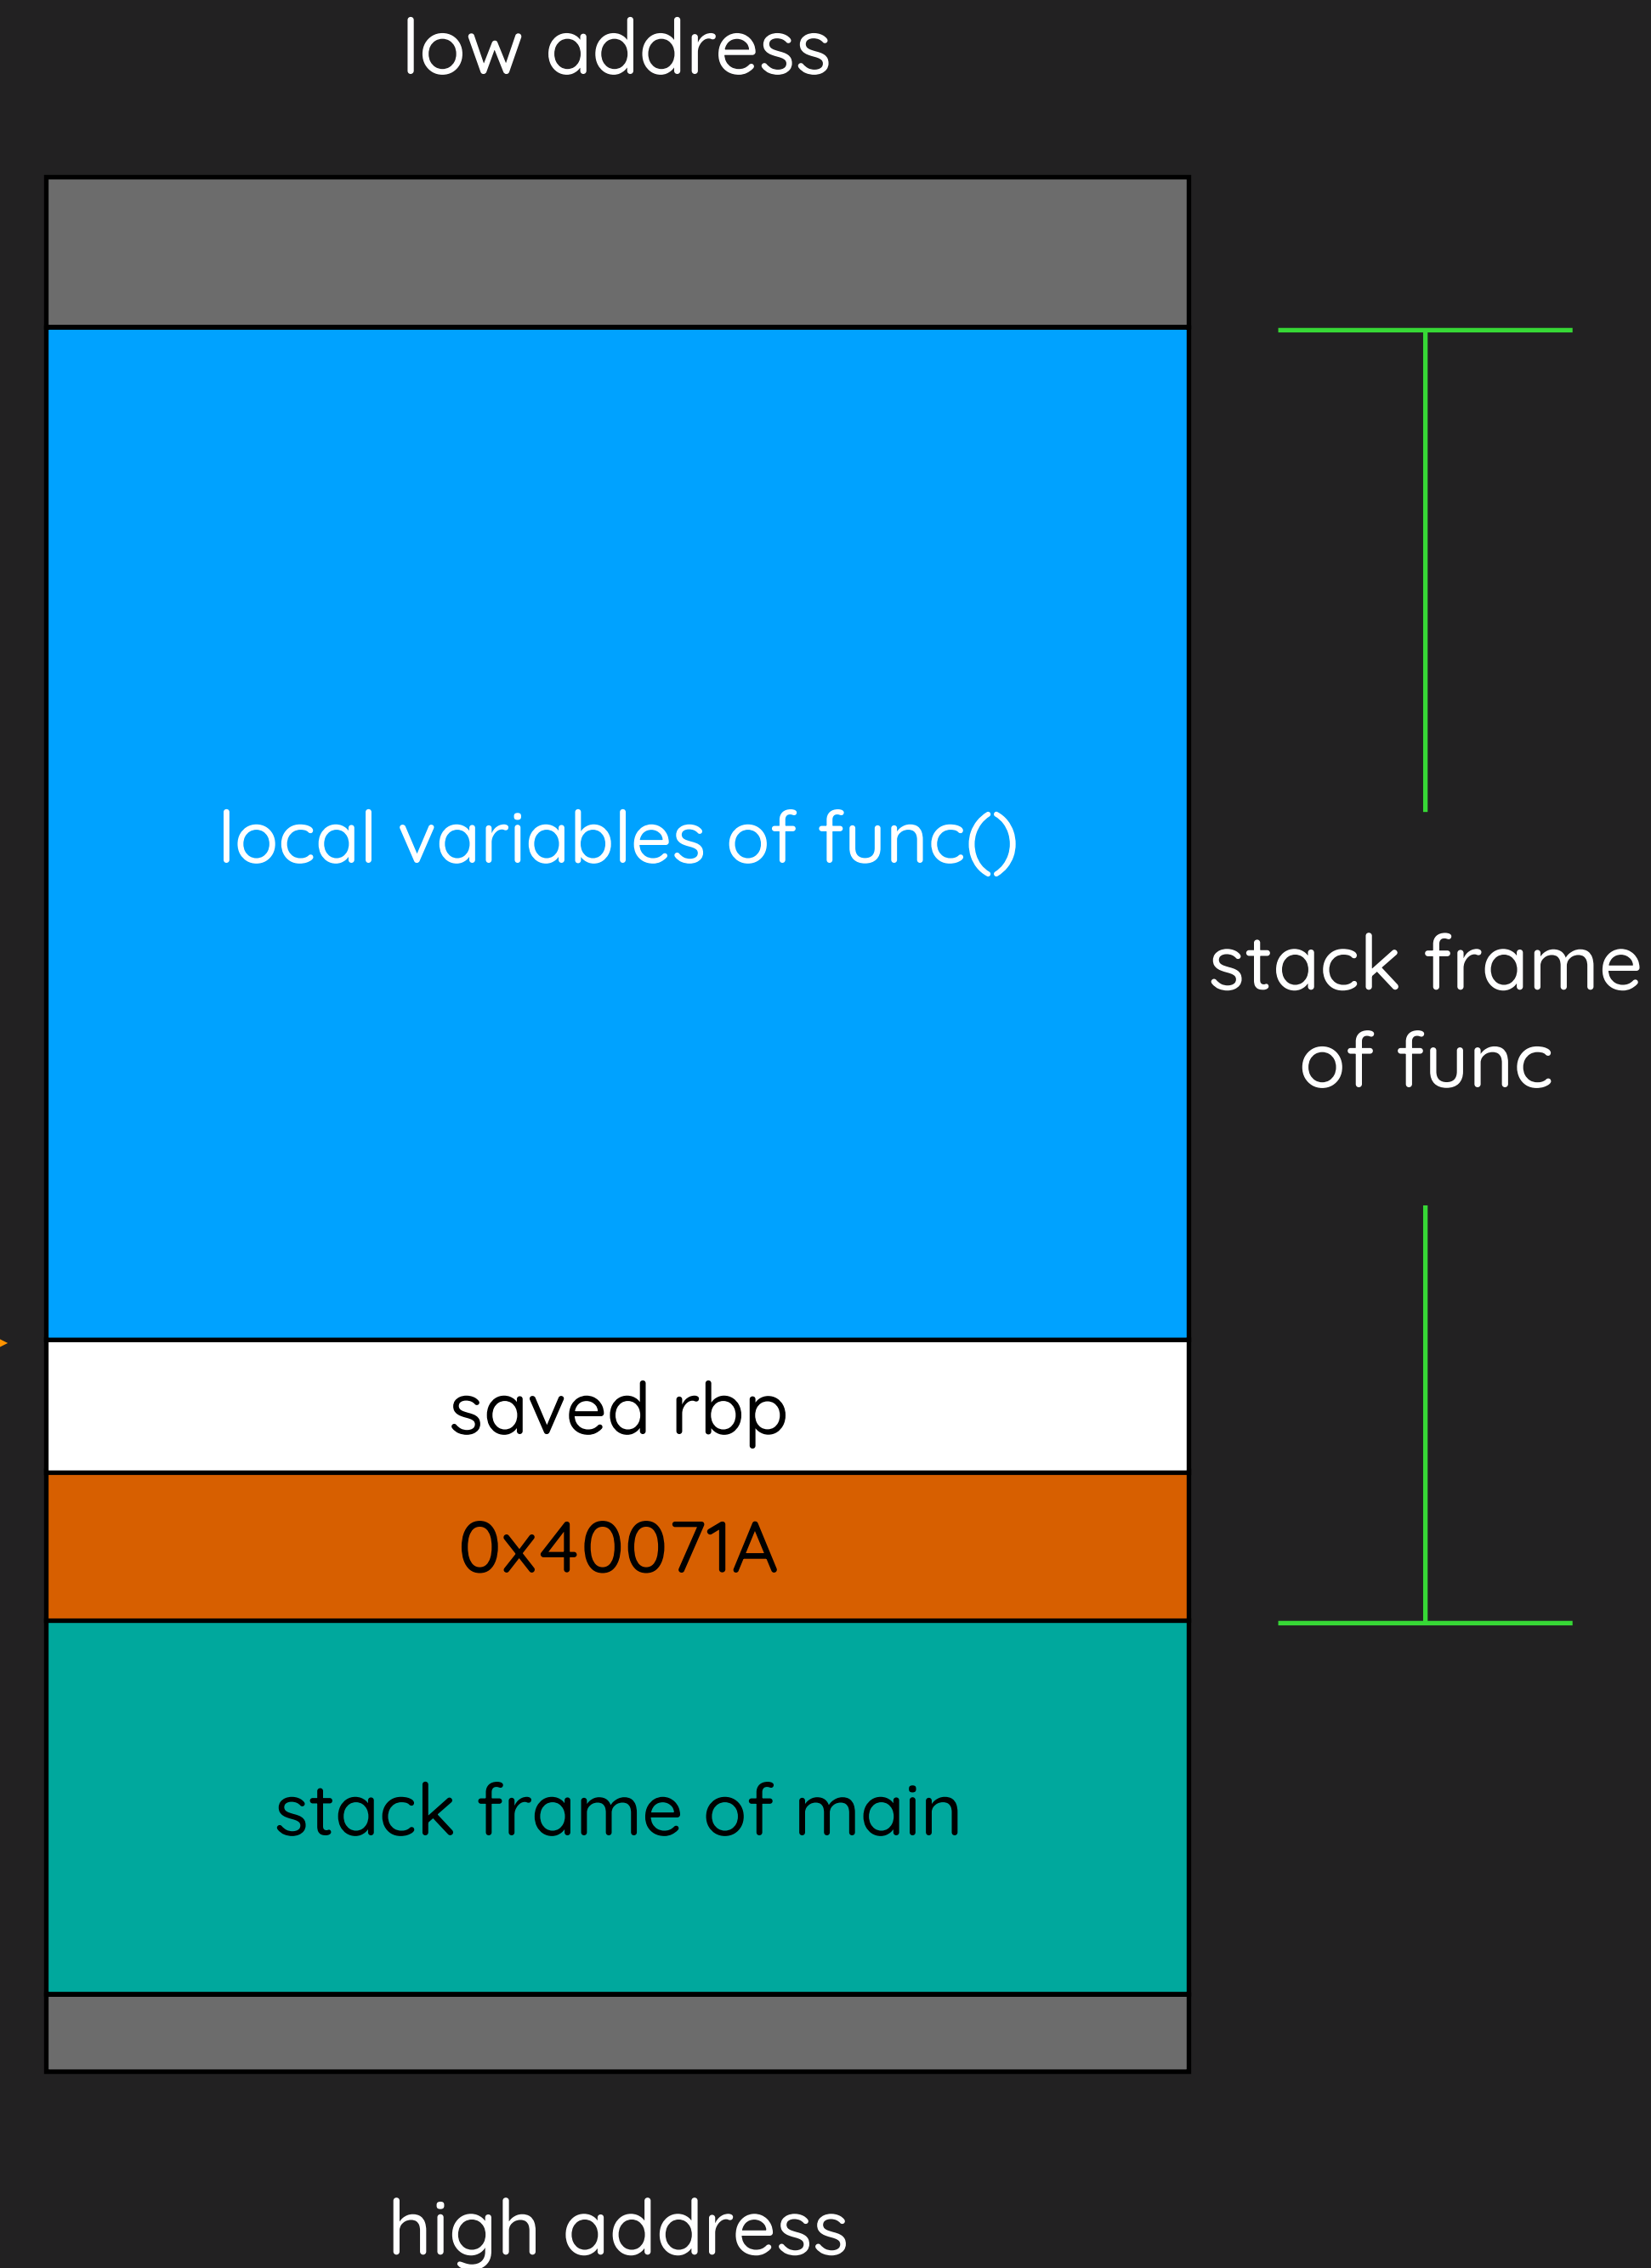 low address
local variables of func()
stack frame
of func
saved rbp
0x40071A
stack frame of main
high address